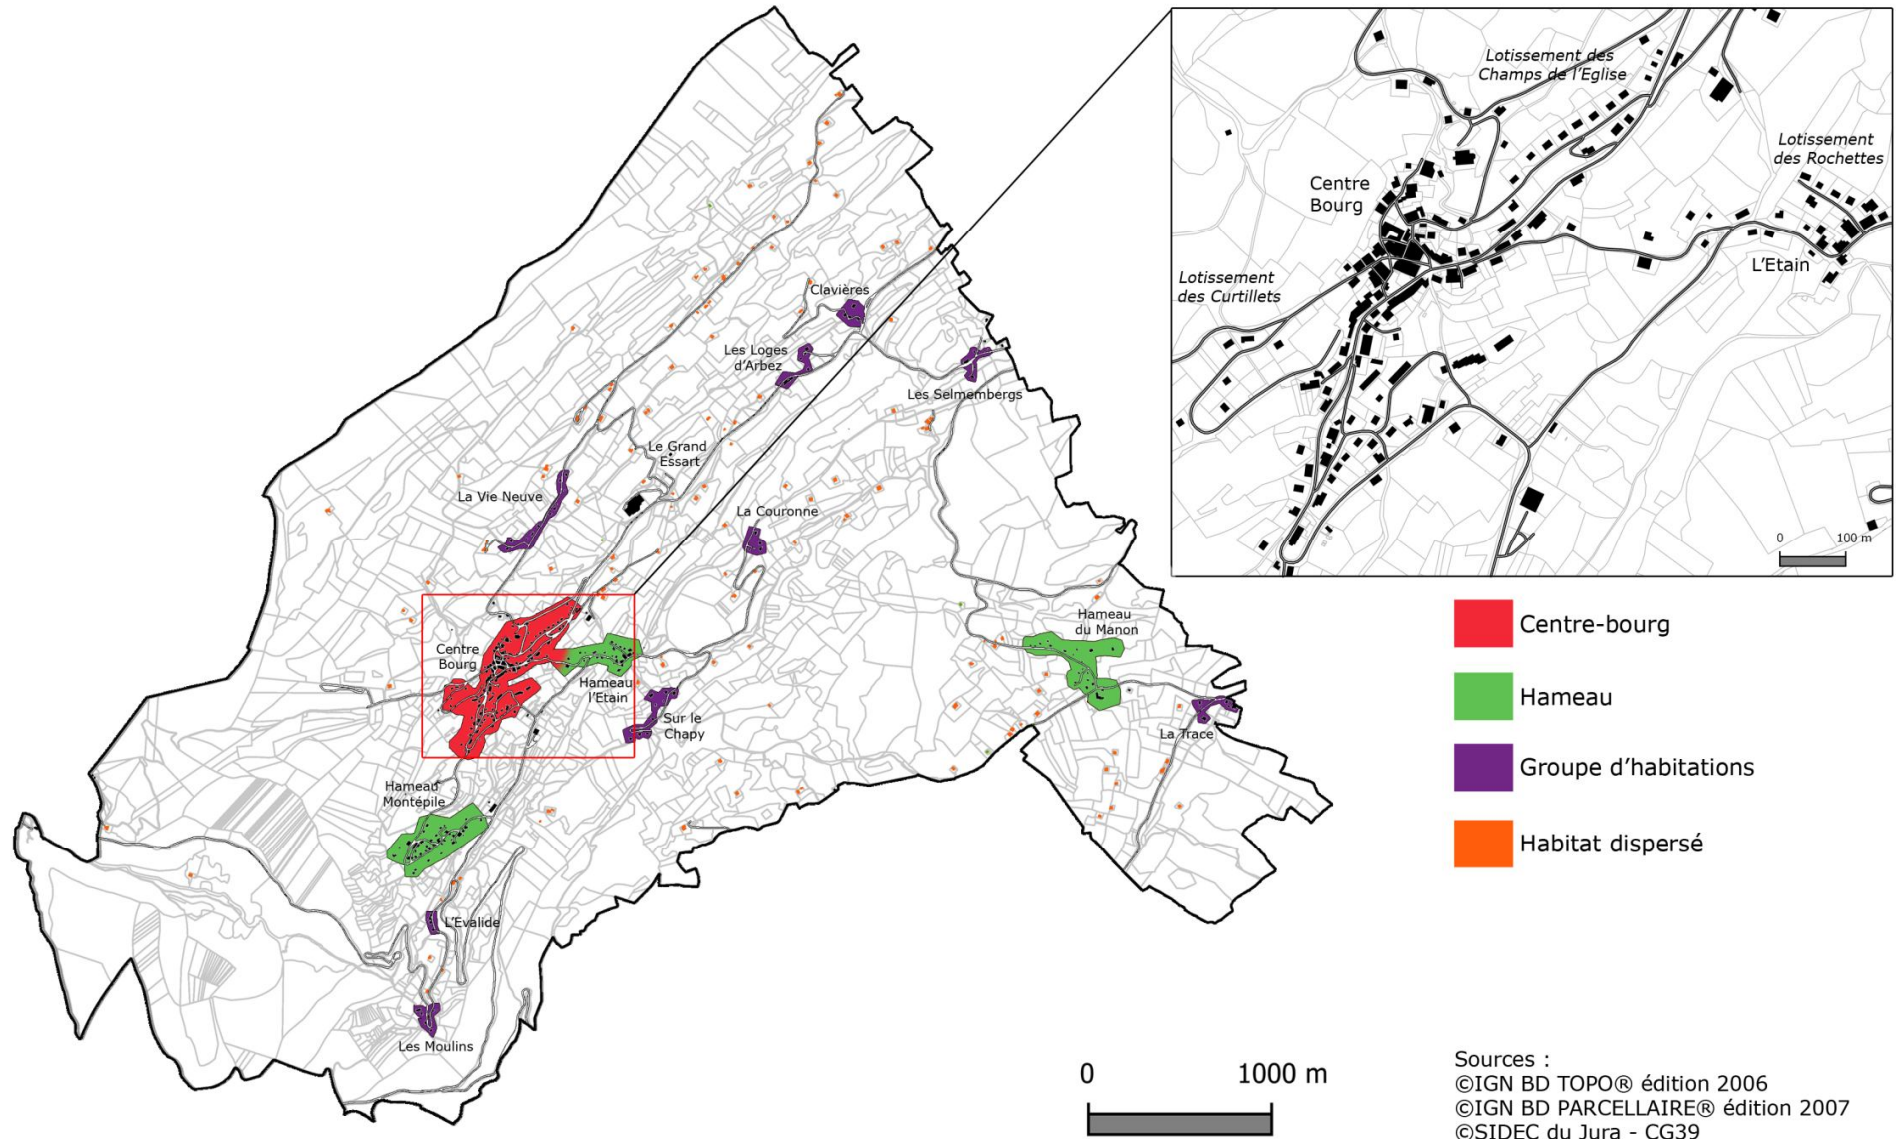 Clavières
Les Loges
d'Arbez
Les Selmembergs
Le Grand
Essart
La Vie Neuve
La Couronne
Hameau
du Manon
Centre
Bourg
Hameau
l'Etain
Sur le
Chapy
La Trace
Hameau
Montépile
L'Evalide
Les Moulins
Lotissement des
Champs de l'Eglise
Lotissement
des Rochettes
Centre
Bourg
L'Etain
Lotissement
des Curtillets
0 100 m
Centre-bourg
Hameau
Groupe d'habitations
Habitat dispersé
0 1000 m
Sources :
©IGN BD TOPO® édition 2006
©IGN BD PARCELLAIRE® édition 2007
©SIDEC du Jura - CG39